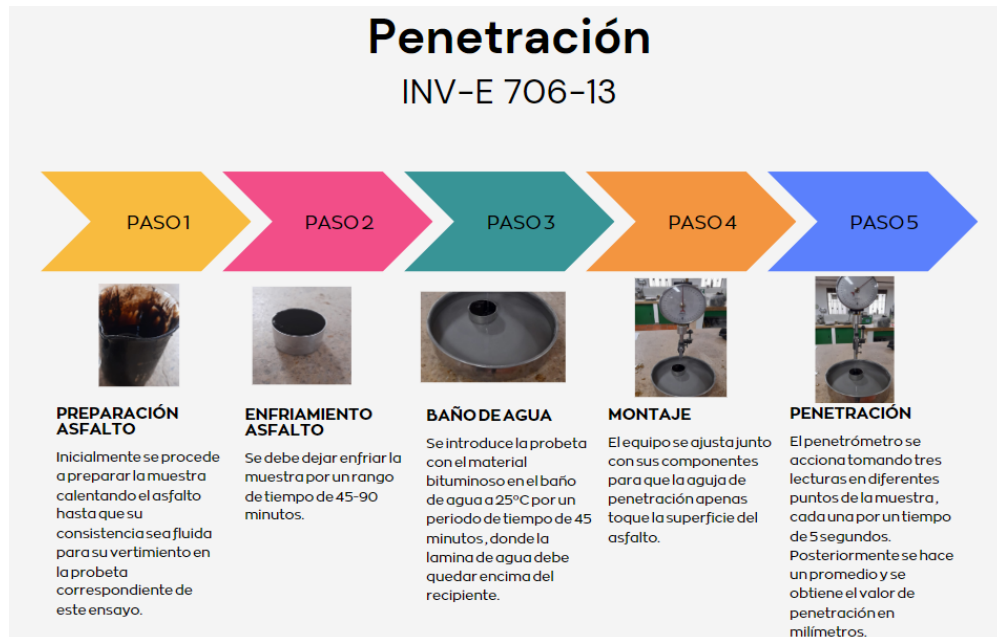 Penetración
INV-E 706-13
PASO 1
PASO 2
PASO 3
PASO 4
PASO 5
PREPARACIÓN
ASFALTO
Inicialmente se procede
a preparar la muestra
calentando el asfalto
hasta que su
consistencia sea fluida
para su vertimiento en
la probeta
correspondiente de
este ensayo.
ENFRIAMIENTO
ASFALTO
Se debe dejar enfriar la
muestra por un rango
de tiempo de 45-90
minutos.
BAÑO DE AGUA
Se introduce la probeta
con el material
bituminoso en el baño
de agua a 25°C por un
periodo de tiempo de 45
minutos, donde la
lamina de agua debe
quedar encima del
recipiente.
MONTAJE
El equipo se ajusta junto
con sus componentes
para que la aguja de
penetración apenas
toque la superficie del
asfalto.
PENETRACIÓN
El penetrómetro se
acciona tomando tres
lecturas en diferentes
puntos de la muestra,
cada una por un tiempo
de 5 segundos.
Posteriormente se hace
un promedio y se
obtiene el valor de
penetración en
milímetros.